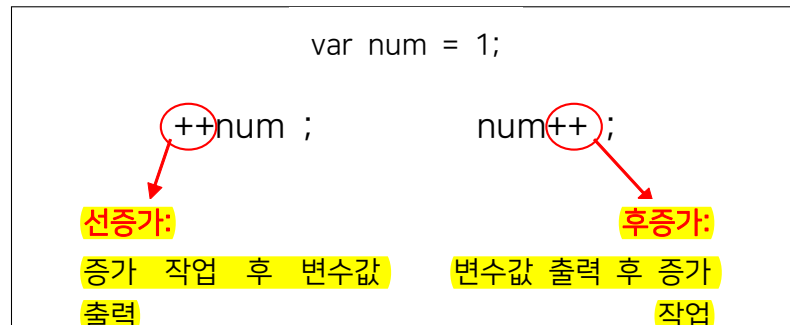 var num = 1;
++num ;
num++ ;
선증가:
증가 작업 후 변수값
출력
후증가:
변수값 출력 후 증가
작업